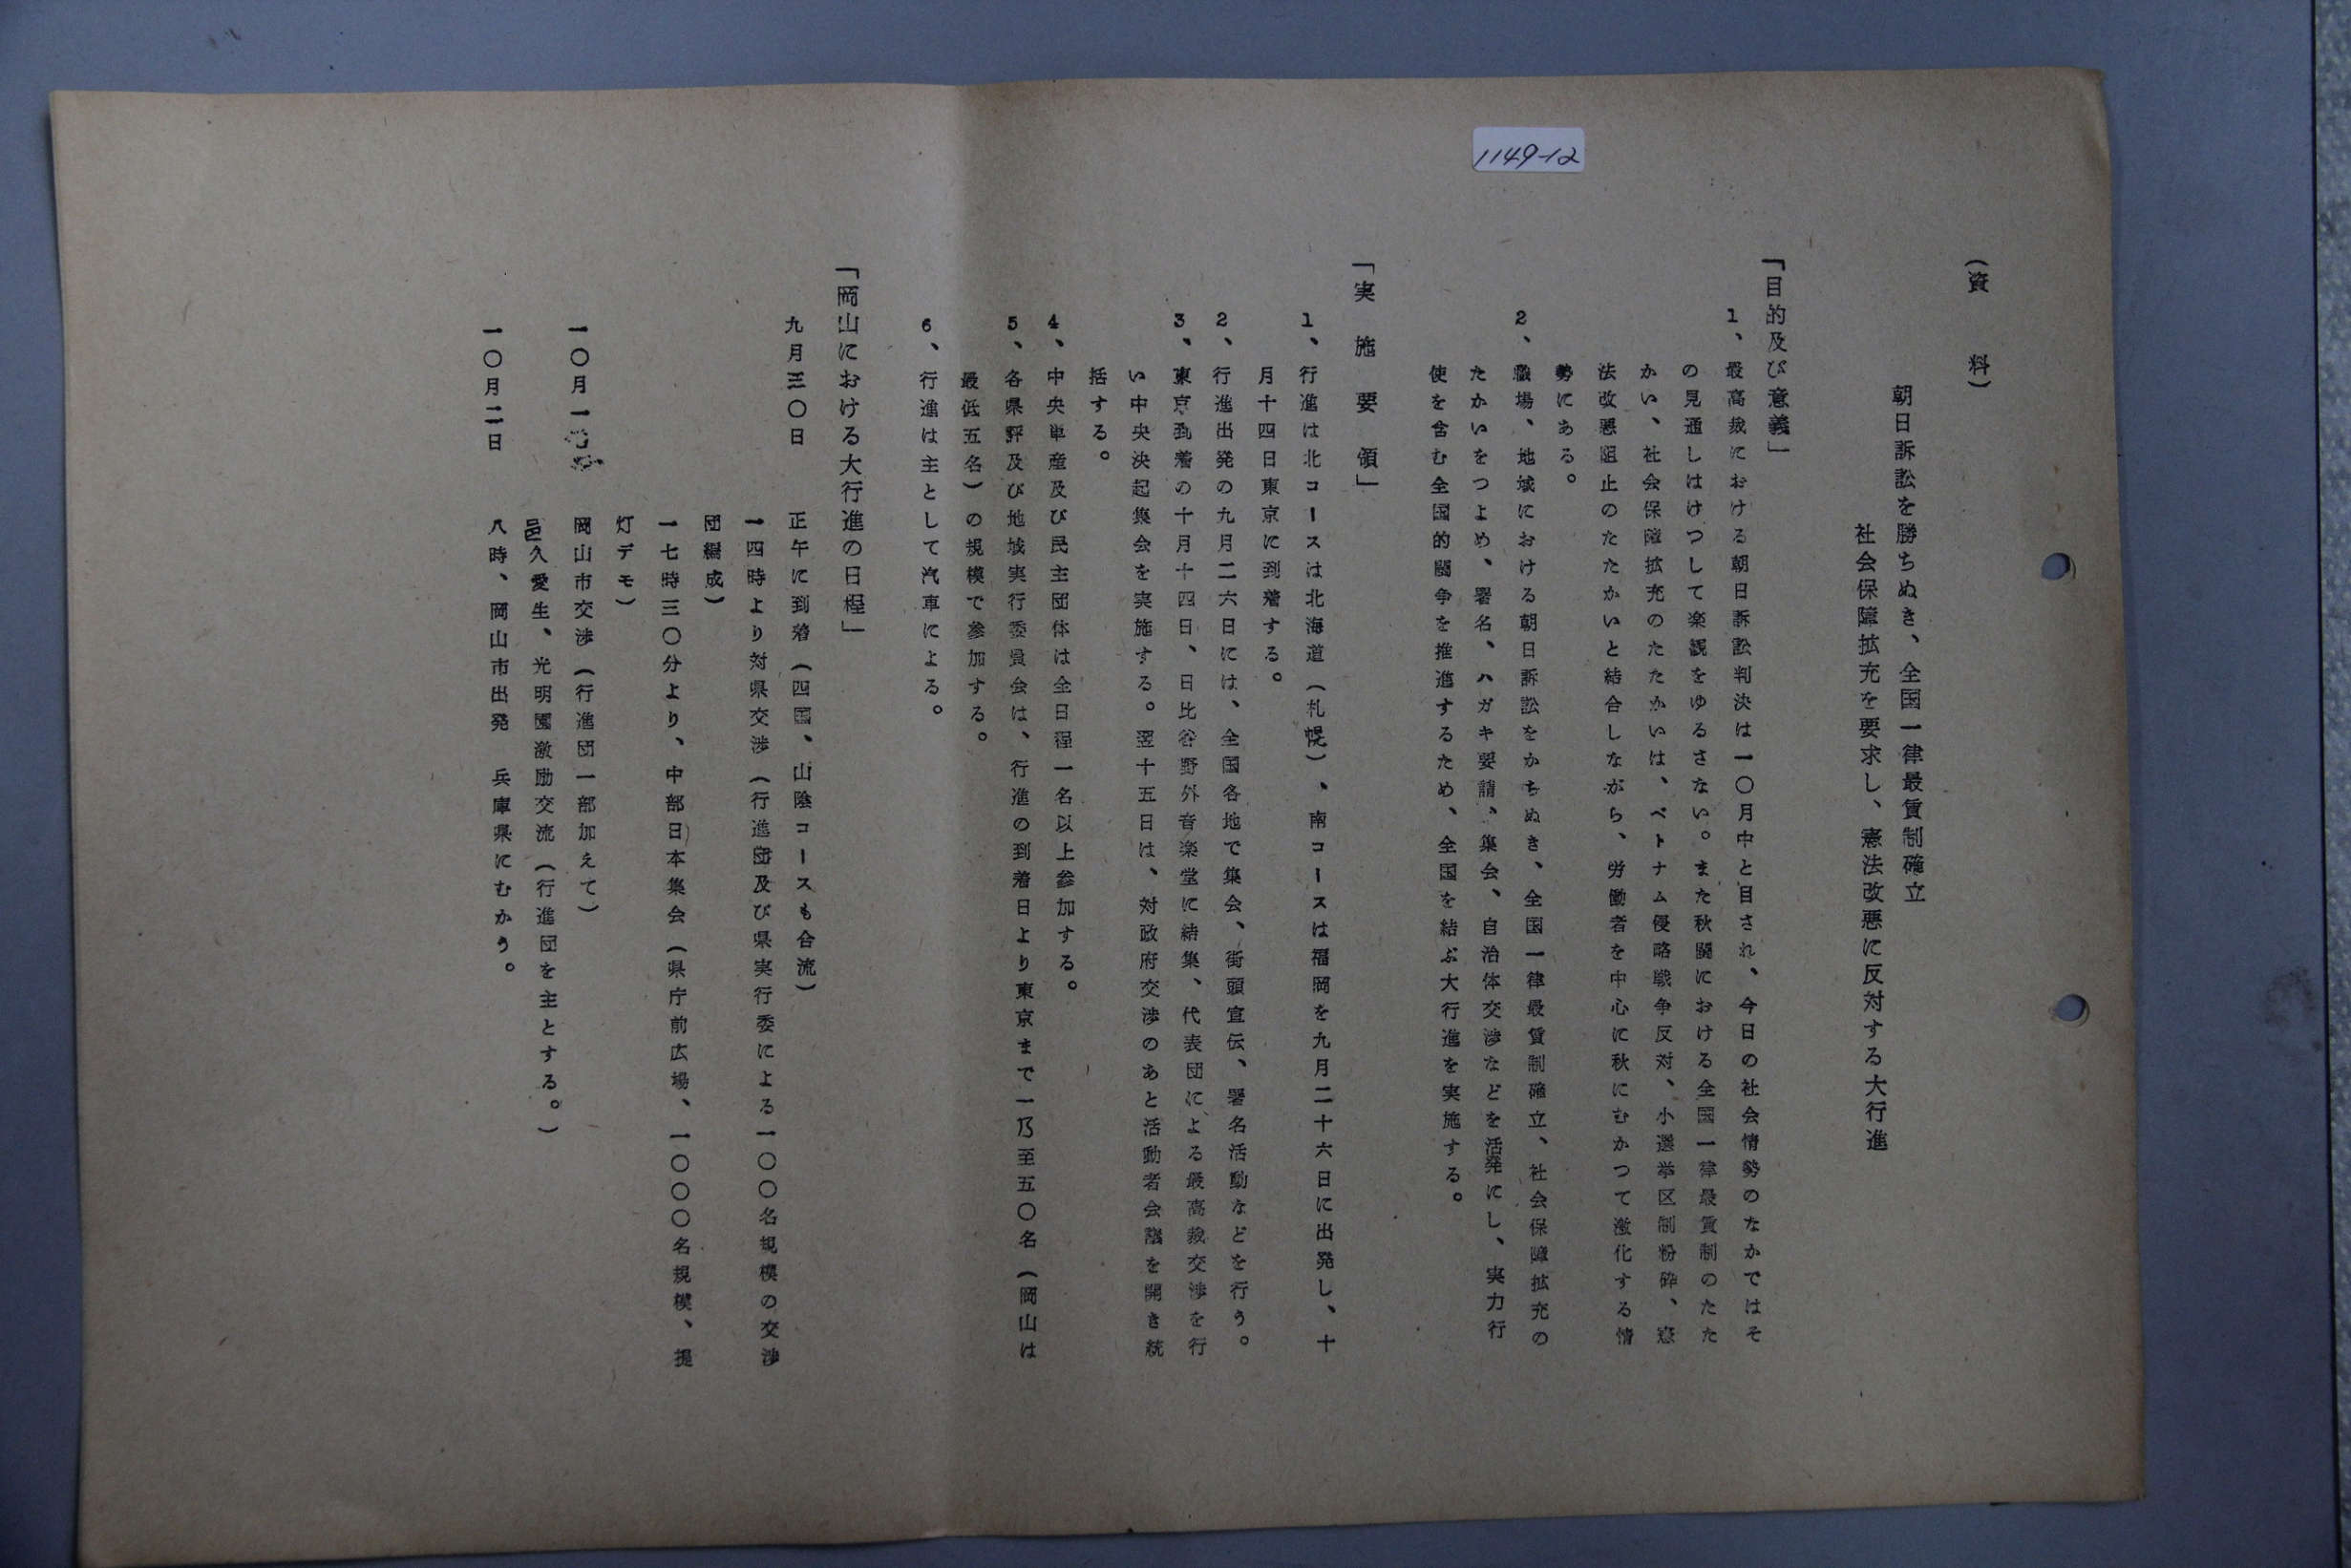 1149-12
（資　料）
朝日訴訟を勝ちぬき、全国一律最賃制確立
社会保障拡充を要求し、憲法改悪に反対する大行進
「目的及び意義」
1、最高裁における朝日訴訟判決は一〇月中と目され、今日の社会情勢のなかではそ
の見通しはけつして楽観をゆるさない。また秋闘における全国一律最賃制のたた
かい、社会保障拡充のたたかいは、ベトナム侵略戦争反対、小選挙区制粉砕、憲
法改悪阻止のたたかいと結合しながら、労働者を中心に秋にむかつて激化する情
勢にある。
2、職場、地域における朝日訴訟をかちぬき、全国一律最賃制確立、社会保障拡充の
たたかいをつよめ、署名、ハガキ要請、集会、自治体交渉などを活発にし、実力行
使を含む全国的闘争を推進するため、全国を結ぶ大行進を実施する。
「実　施　要　領」
1、行進は北コースは北海道（札幌）、南コースは福岡を九月二十六日に出発し、十
月十四日東京に到着する。
2、行進出発の九月二六日には、全国各地で集会、街頭宣伝、署名活動などを行う。
3、東京到着の十月十四日、日比谷野外音楽堂に結集、代表団による最高裁交渉を行
い中央決起集会を実施する。翌十五日は、対政府交渉のあと活動者会議を開き統
括する。
4、中央単産及び民主団体は全日程一名以上参加する。
5、各県評及び地域実行委員会は、行進の到着日より東京まで一乃至五〇名（岡山は
最低五名）の規模で参加する。
6、行進は主として汽車による。
「岡山における大行進の日程」
九月三〇日　正午に到着（四国、山陰コースも合流）
一四時より対県交渉（行進団及び県実行委による一〇〇名規模の交渉
団編成）
一七時三〇分より、中部日本集会（県庁前広場、一〇〇〇名規模、提
灯デモ）
一〇月一　岡山市交渉（行進団一部加えて）
邑久愛生、光明園激励交流（行進団を主とする。）
一〇月二日　八時、岡山市出発　兵庫県にむかう。